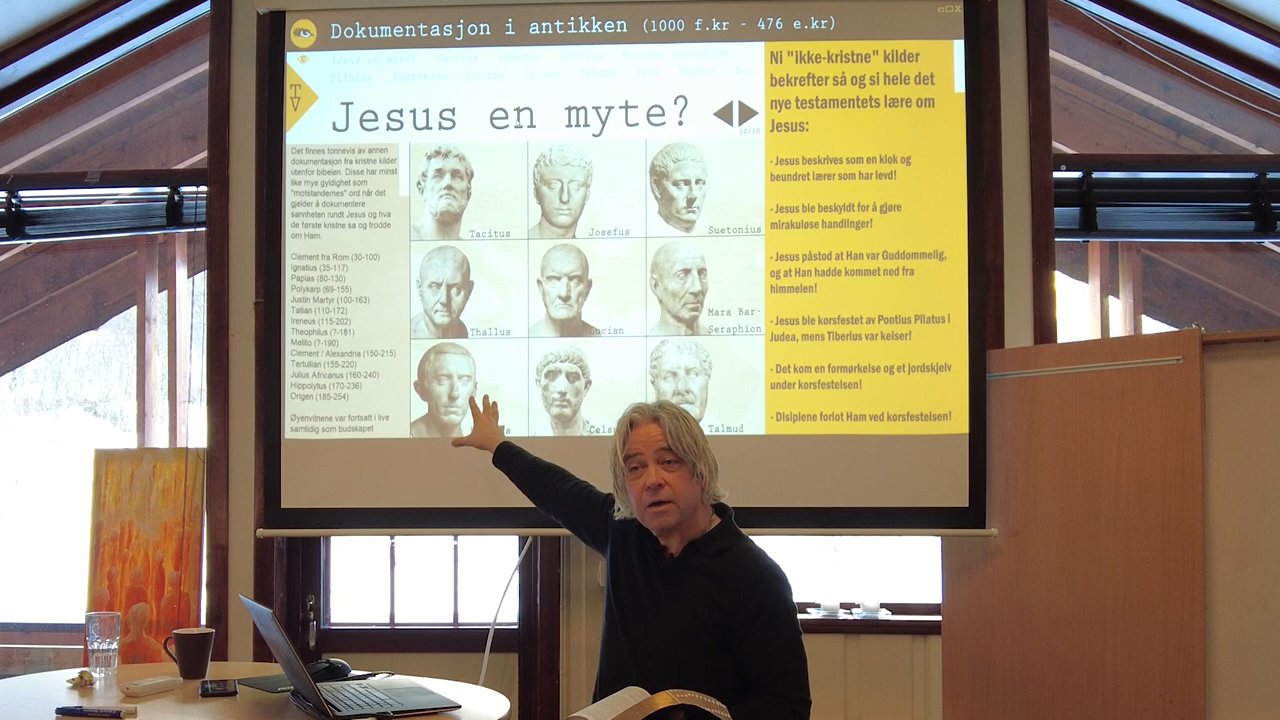 Dokumentasjon i antikken (1000 f.kr - 476 e.kr)
Jesus en myte?
10/10
TV
Det finnes tonnevis av annen
dokumentasjon fra kristne kilder
utenfor bibelen. Disse har minst
like mye gyldighet som
"motstandernes" ord når det
gjelder å dokumentere
sannheten rundt Jesus og hva
de første kristne sa og trodde
om Ham.
Clement fra Rom (30-100)
Ignatius (35-117)
Papias (80-130)
Polykarp (69-155)
Justin Martyr (100-163)
Tatian (110-172)
Ireneus (115-202)
Theophilus (?-181)
Melito (?-190)
Clement / Alexandria (150-215)
Tertullian (155-220)
Julius Africanus (160-240)
Hippolytus (170-236)
Origen (185-254)
Øyenvitnene var fortsatt i live
samtidig som budskapet
Tacitus
Josefus
Suetonius
Thallus
Lucian
Mara Bar-
Seraphion
Talmud
Ni "ikke-kristne" kilder
bekrefter så og si hele det
nye testamentets lære om
Jesus:
- Jesus beskrives som en klok og
beundret lærer som har levd!
- Jesus ble beskyldt for å gjøre
mirakuløse handlinger!
- Jesus påstod at Han var Guddommelig,
og at Han hadde kommet ned fra
himmelen!
- Jesus ble korsfestet av Pontius Pilatus i
Judea, mens Tiberius var keiser!
- Det kom en formørkelse og et jordskjelv
under korsfestelsen!
- Disiplene forlot Ham ved korsfestelsen!